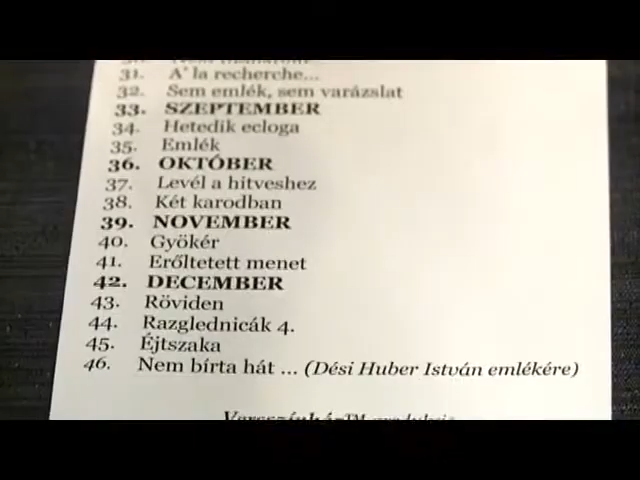 31. A' la recherche...
32. Sem emlék, sem varázslat
33. SZEPTEMBER
34. Hetedik ecloga
35. Emlék
36. OKTÓBER
37. Levél a hitveshez
38. Két karodban
39. NOVEMBER
40. Gyökér
41. Erőltetett menet
42. DECEMBER
43. Röviden
44. Razglednicák 4.
45. Éjtszaka
46. Nem bírta hát ... (Dési Huber István emlékére)